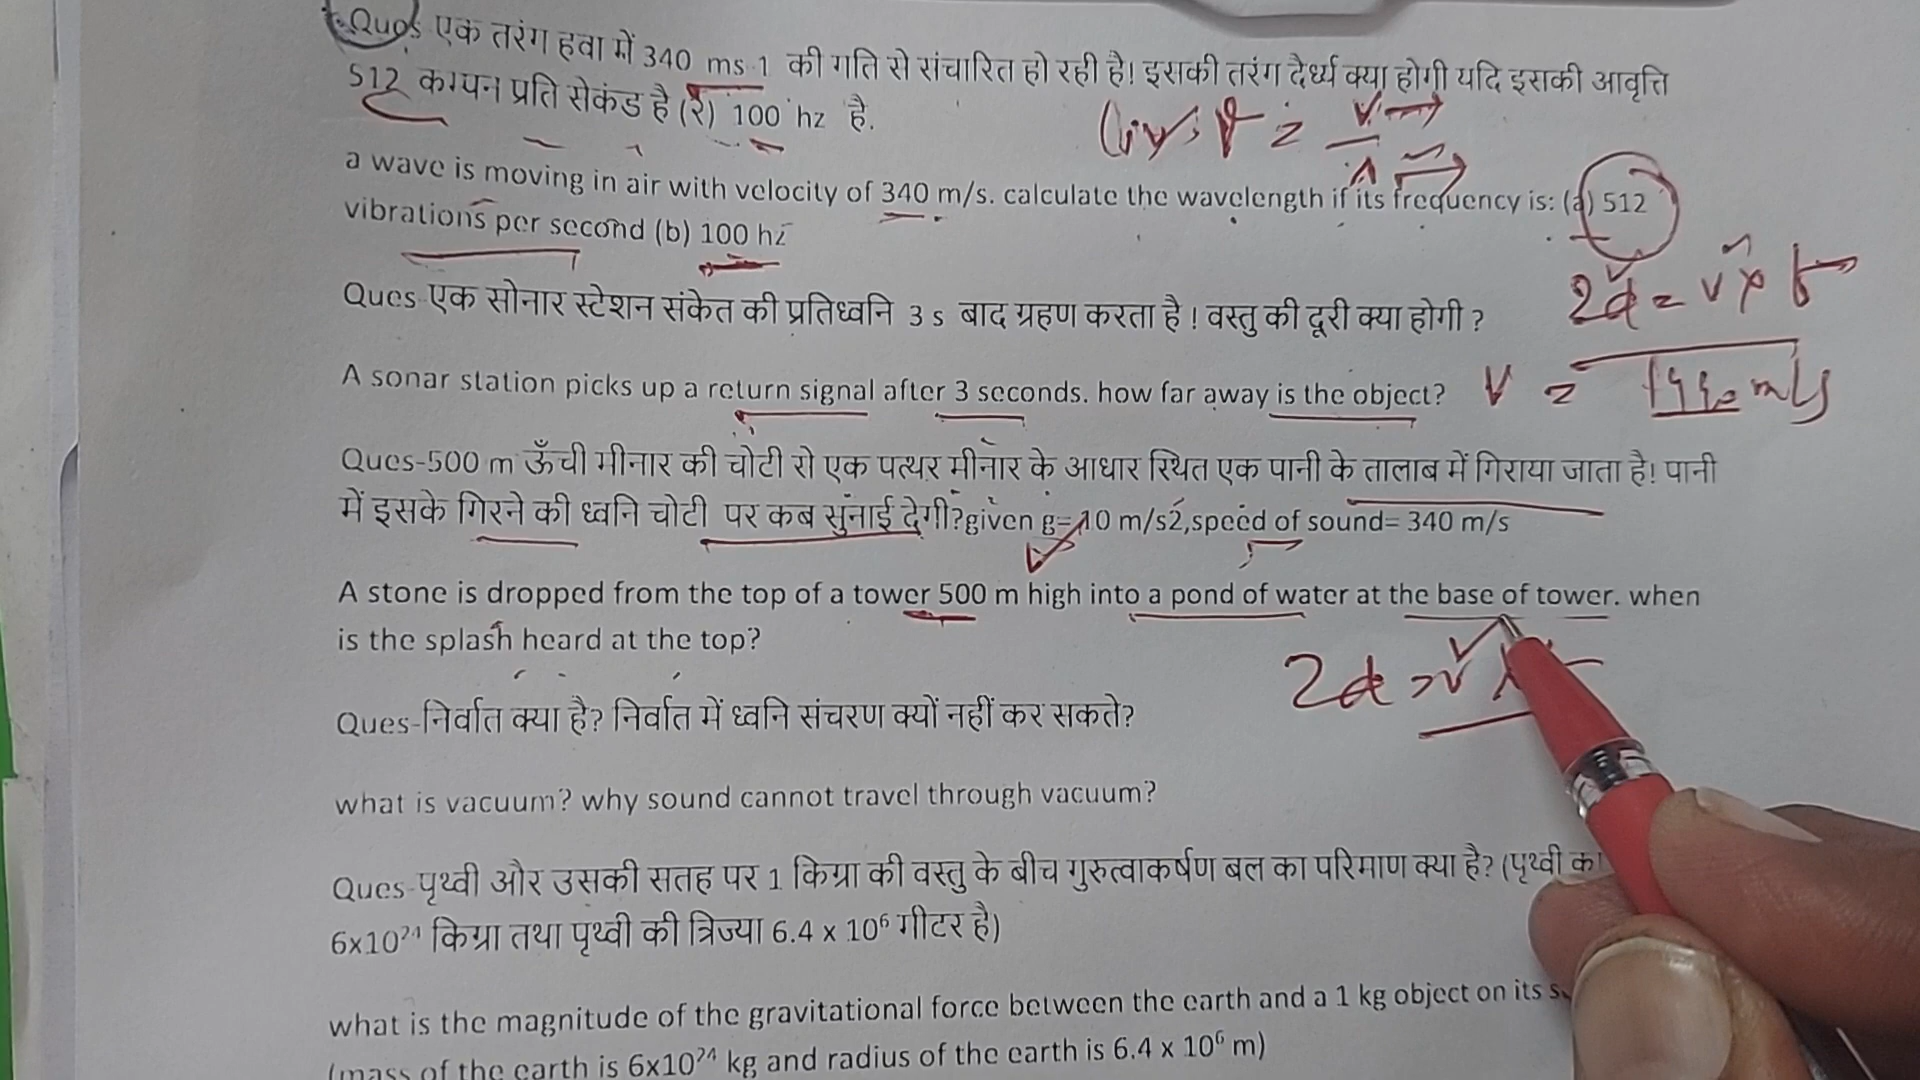 Ques एक तरंग हवा में 340 ms-1 की गति से संचारित हो रही है! इसकी तरंग दैर्ध्य क्या होगी यदि इसकी आवृत्ति
512 कम्पन प्रति सेकंड है (२) 100 hz है.
f = v
λ
a wave is moving in air with velocity of 340 m/s. calculate the wavelength if its frequency is: (a) 512
vibrations per second (b) 100 hz
2d = v x t
Ques-एक सोनार स्टेशन संकेत की प्रतिध्वनि 3 s बाद ग्रहण करता है ! वस्तु की दूरी क्या होगी ?
A sonar station picks up a return signal after 3 seconds. how far away is the object?
V = m/s
Ques-500 m ऊँची मीनार की चोटी से एक पत्थर मीनार के आधार स्थित एक पानी के तालाब में गिराया जाता है! पानी
में इसके गिरने की ध्वनि चोटी पर कब सुनाई देगी?given g= 10 m/s2,speed of sound= 340 m/s
A stone is dropped from the top of a tower 500 m high into a pond of water at the base of tower. when
is the splash heard at the top?
2d = v x
Ques-निर्वात क्या है? निर्वात में ध्वनि संचरण क्यों नहीं कर सकते?
what is vacuum? why sound cannot travel through vacuum?
Ques-पृथ्वी और उसकी सतह पर 1 किग्रा की वस्तु के बीच गुरुत्वाकर्षण बल का परिमाण क्या है? (पृथ्वी का
6x10²⁴ किग्रा तथा पृथ्वी की त्रिज्या 6.4 x 10⁶ मीटर है)
what is the magnitude of the gravitational force between the earth and a 1 kg object on its
(mass of the earth is 6x10²⁴ kg and radius of the earth is 6.4 x 10⁶ m)